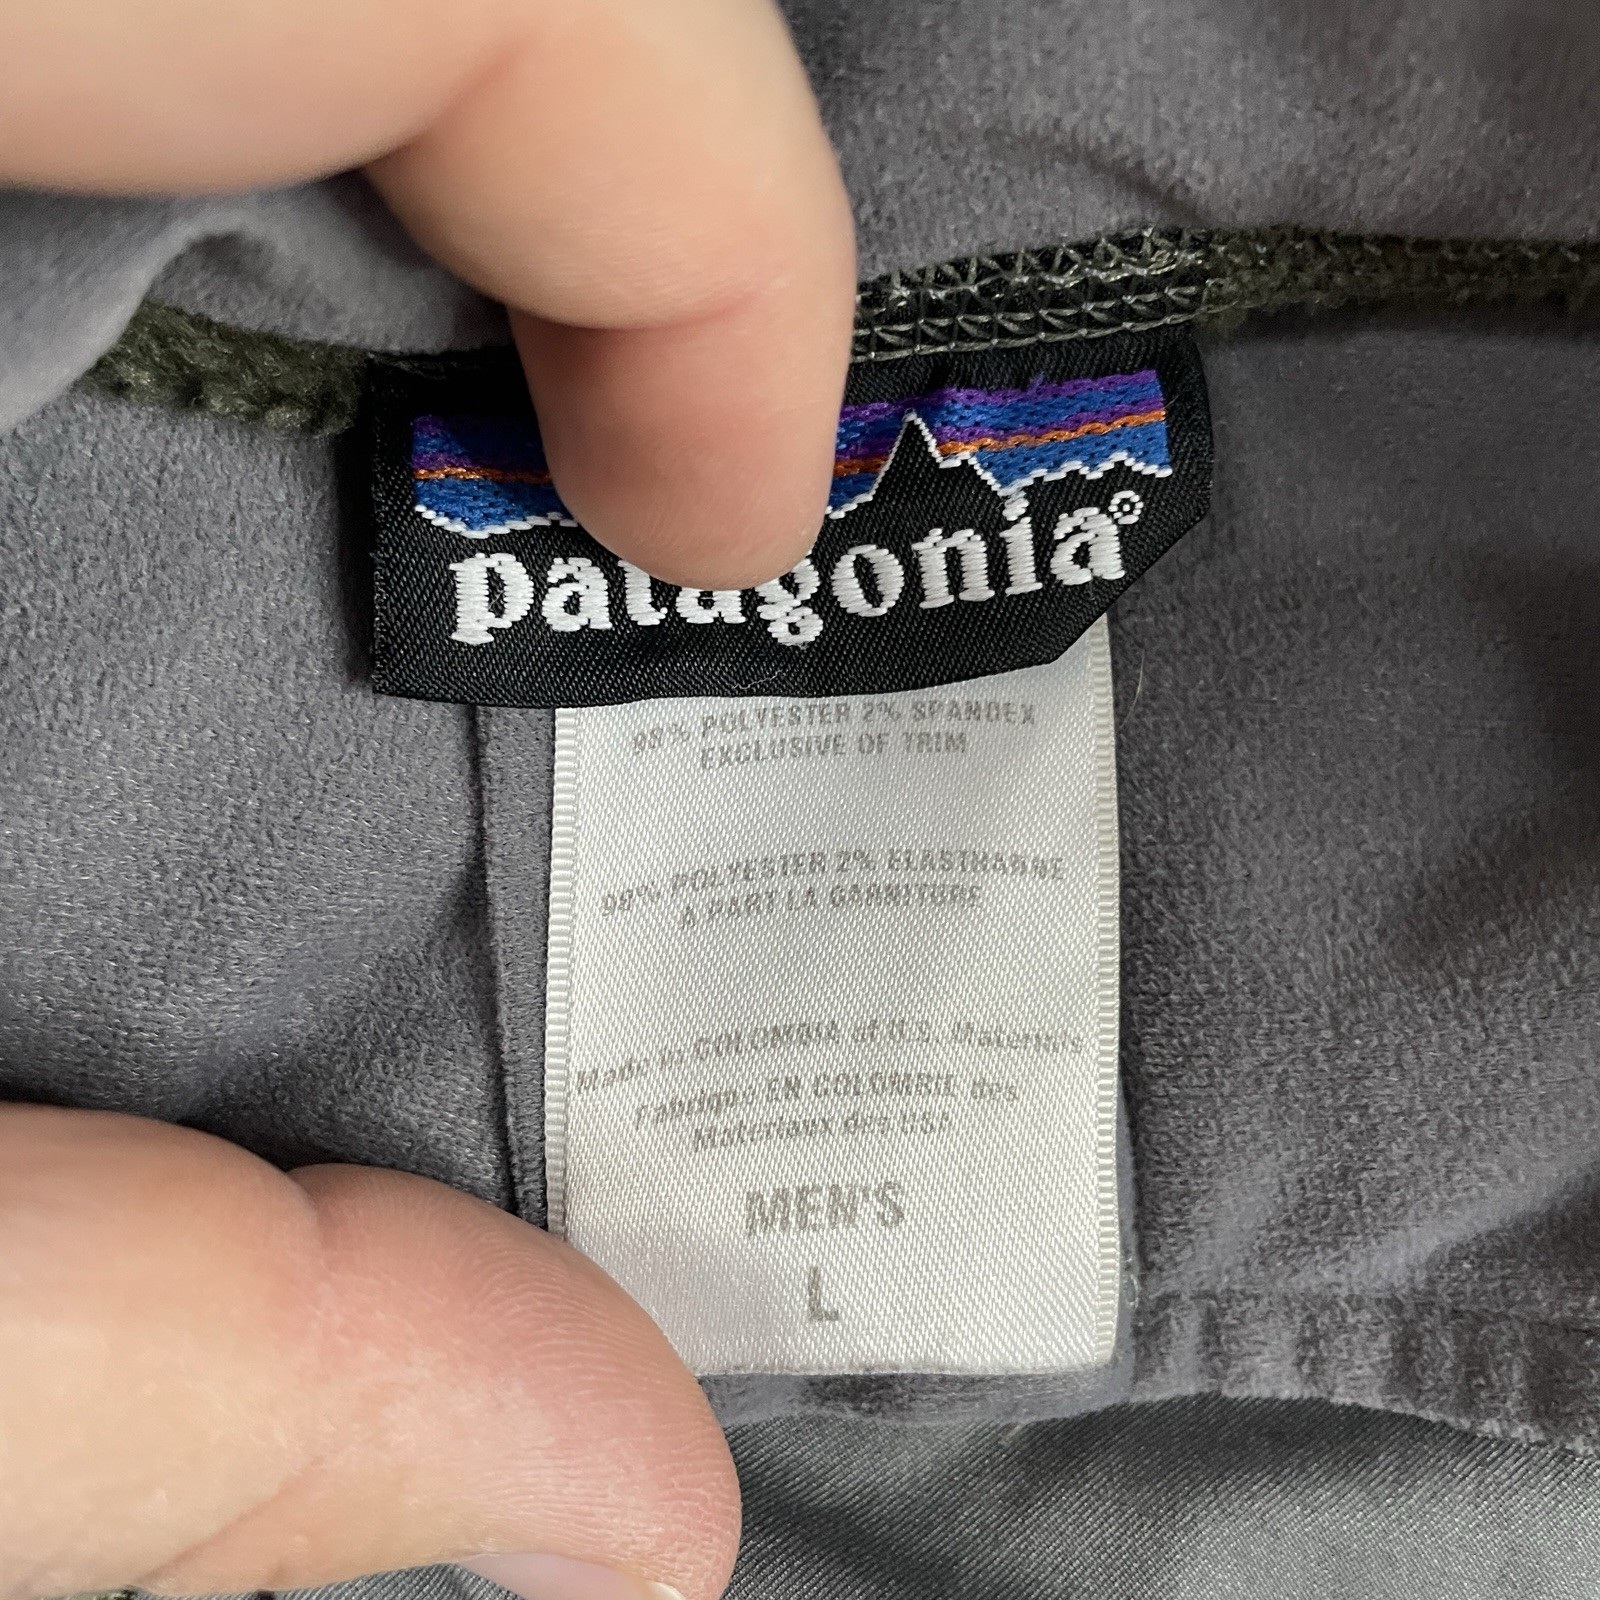 patagonia®
98% POLYESTER 2% SPANDEX
EXCLUSIVE OF TRIM
98% POLYESTER 2% ELASTHANNE
A PART LA GARNITURE
Made in COLOMBIA of U.S. Materials
Fabriqué EN COLOMBIE des
Materiaux des USA
MEN'S
L